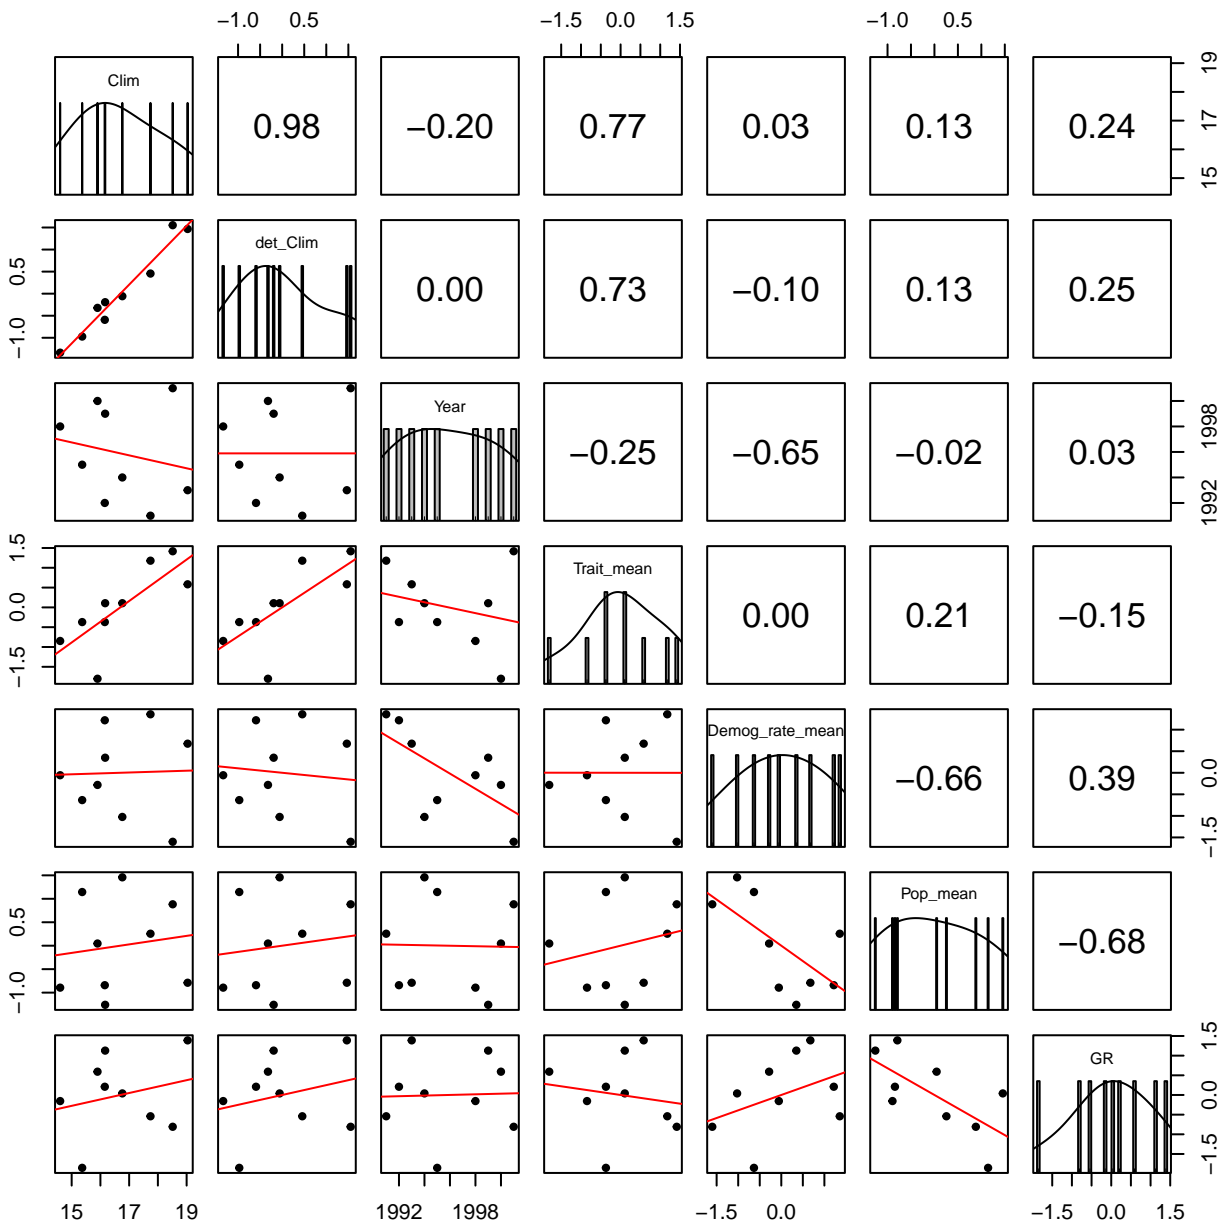 −1.0 0.5 −1.5 0.0 1.5 −1.0 0.5
Clim 0.98 −0.20 0.77 0.03 0.13 0.24 15 17 19
−1.0 0.5 det_Clim 0.00 0.73 −0.10 0.13 0.25
Year −0.25 −0.65 −0.02 0.03 1992 1998
−1.5 0.0 1.5 Trait_mean 0.00 0.21 −0.15
Demog_rate_mean −0.66 0.39 −1.5 0.0
−1.0 0.5 Pop_mean −0.68
GR −1.5 0.0 1.5
15 17 19 1992 1998 −1.5 0.0 −1.5 0.0 1.5